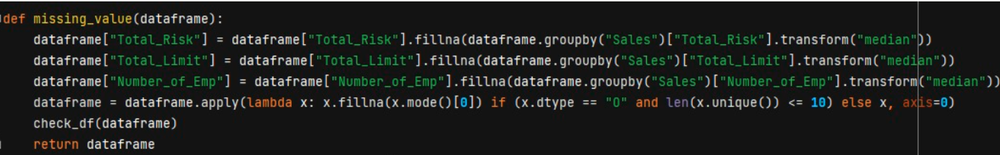 def missing_value(dataframe):
    dataframe["Total_Risk"] = dataframe["Total_Risk"].fillna(dataframe.groupby("Sales")["Total_Risk"].transform("median"))
    dataframe["Total_Limit"] = dataframe["Total_Limit"].fillna(dataframe.groupby("Sales")["Total_Limit"].transform("median"))
    dataframe["Number_of_Emp"] = dataframe["Number_of_Emp"].fillna(dataframe.groupby("Sales")["Number_of_Emp"].transform("median"))
    dataframe = dataframe.apply(lambda x: x.fillna(x.mode()[0]) if (x.dtype == "O" and len(x.unique()) <= 10) else x, axis=0)
    check_df(dataframe)
    return dataframe